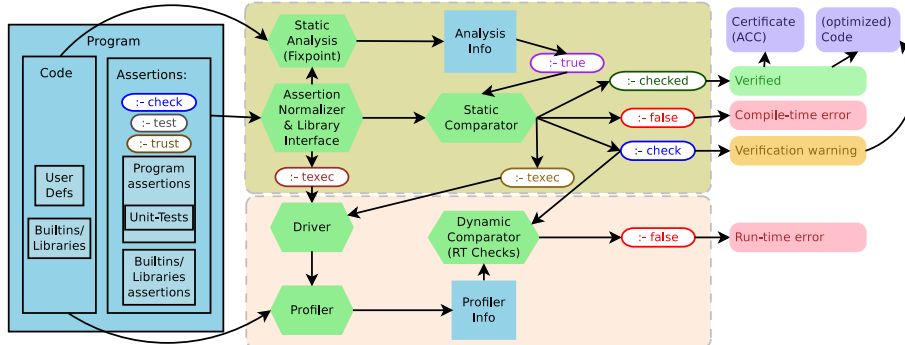 Program
Code
User
Defs
Builtins/
Libraries
Assertions:
:- check
:- test
:- trust
Program
assertions
Unit-Tests
Builtins/
Libraries
assertions
Static
Analysis
(Fixpoint)
Analysis
Info
:- true
Assertion
Normalizer
& Library
Interface
Static
Comparator
:- checked
:- false
:- check
:- texec
:- texec
Certificate
(ACC)
(optimized)
Code
Verified
Compile-time error
Verification warning
Driver
Dynamic
Comparator
(RT Checks)
:- false
Run-time error
Profiler
Profiler
Info